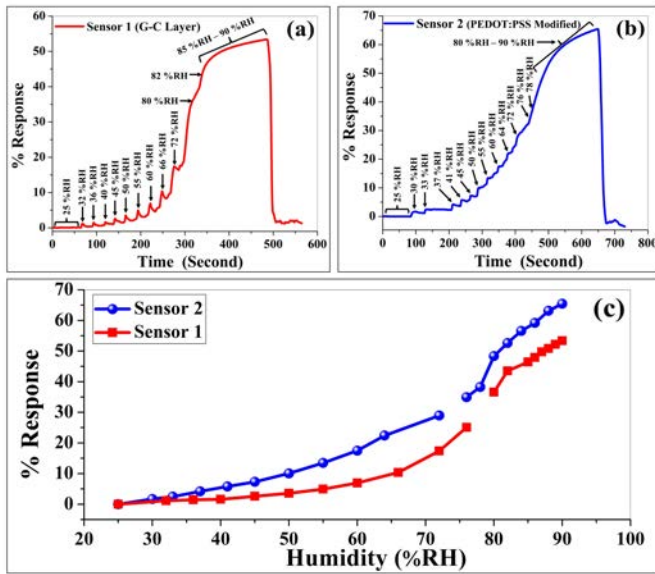 Sensor 1 (G-C Layer)
(a)
85 %RH – 90 %RH
82 %RH
80 %RH
25 %RH
32 %RH
36 %RH
40 %RH
45 %RH
50 %RH
55 %RH
60 %RH
66 %RH
72 %RH
% Response
60
50
40
30
20
10
0
0 100 200 300 400 500 600
Time (Second)
Sensor 2 (PEDOT:PSS Modified)
(b)
80 %RH – 90 %RH
25 %RH
30 %RH
33 %RH
37 %RH
41 %RH
45 %RH
50 %RH
55 %RH
60 %RH
64 %RH
72 %RH
76 %RH
78 %RH
% Response
70
60
50
40
30
20
10
0
0 100 200 300 400 500 600 700 800
Time (Second)
Sensor 2
Sensor 1
(c)
% Response
70
60
50
40
30
20
10
0
20 30 40 50 60 70 80 90 100
Humidity (%RH)